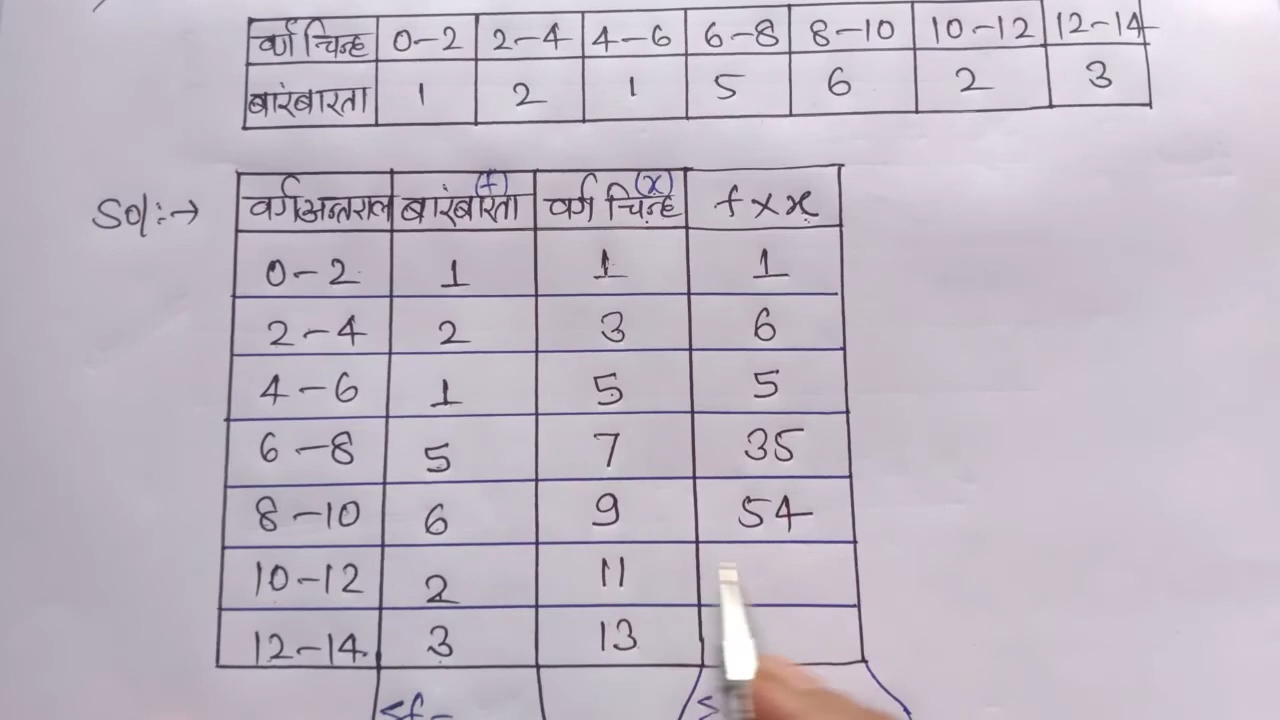 वर्ग चिन्ह 0-2 2-4 4-6 6-8 8-10 10-12 12-14
बारंबारता 1 2 1 5 6 2 3
Sol:→ वर्गअन्तराल बारंबारता (f) वर्ग चिन्ह (x) f×x
0-2 1 1 1
2-4 2 3 6
4-6 1 5 5
6-8 5 7 35
8-10 6 9 54
10-12 2 11
12-14 3 13